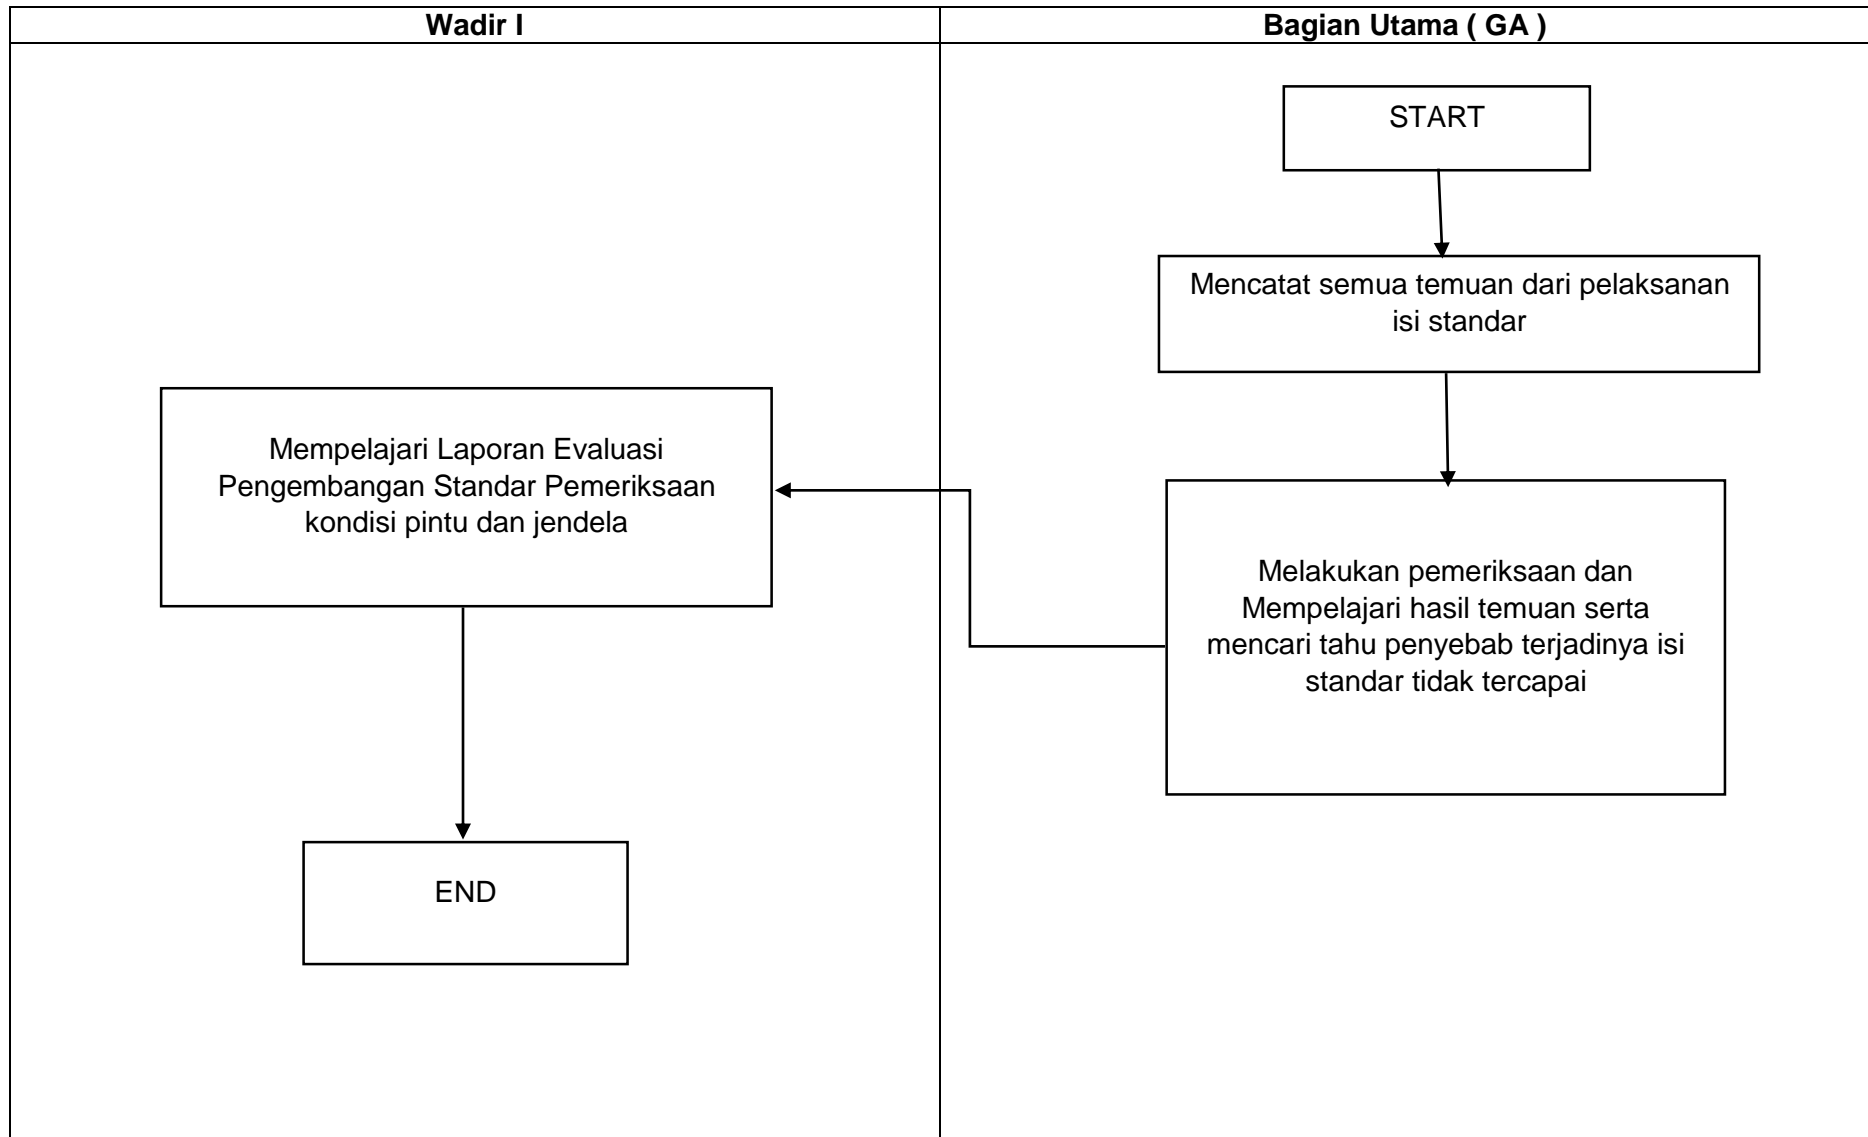 Wadir I
Bagian Utama ( GA )
START
Mencatat semua temuan dari pelaksanan
isi standar
Melakukan pemeriksaan dan
Mempelajari hasil temuan serta
mencari tahu penyebab terjadinya isi
standar tidak tercapai
Mempelajari Laporan Evaluasi
Pengembangan Standar Pemeriksaan
kondisi pintu dan jendela
END